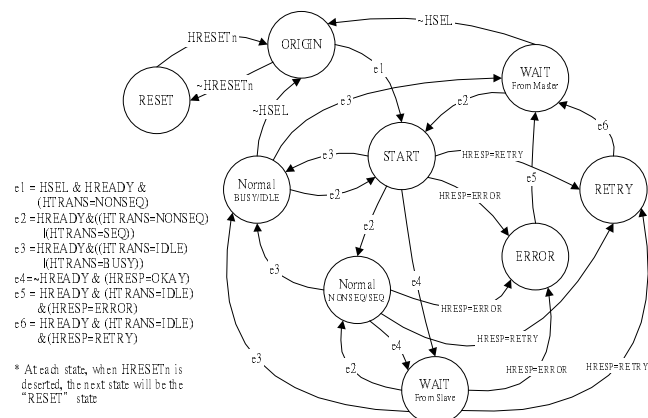 ~HSEL
HRESETn
ORIGIN
e1
WAIT
From Master
~HRESETn
RESET
~HSEL
e3
e2
e6
START
HRESP=RETRY
e3
Normal
BUSY/IDLE
e2
HRESP=ERROR
e5
RETRY
e1 = HSEL & HREADY &
(HTRANS=NONSEQ)
e2 =HREADY&((HTRANS=NONSEQ)
|(HTRANS=SEQ))
e3 =HREADY&((HTRANS=IDLE)
|(HTRANS=BUSY))
e4=~HREADY & (HRESP=OKAY)
e5 = HREADY & (HTRANS=IDLE)
&(HRESP=ERROR)
e6 = HREADY & (HTRANS=IDLE)
&(HRESP=RETRY)
* At each state, when HRESETn is
deserted, the next state will be the
“RESET” state
e2
ERROR
e3
Normal
NONSEQ/SEQ
e4
HRESP=ERROR
HRESP=RETRY
e4
e3
e2
WAIT
From Slave
HRESP=ERROR
HRESP=RETRY